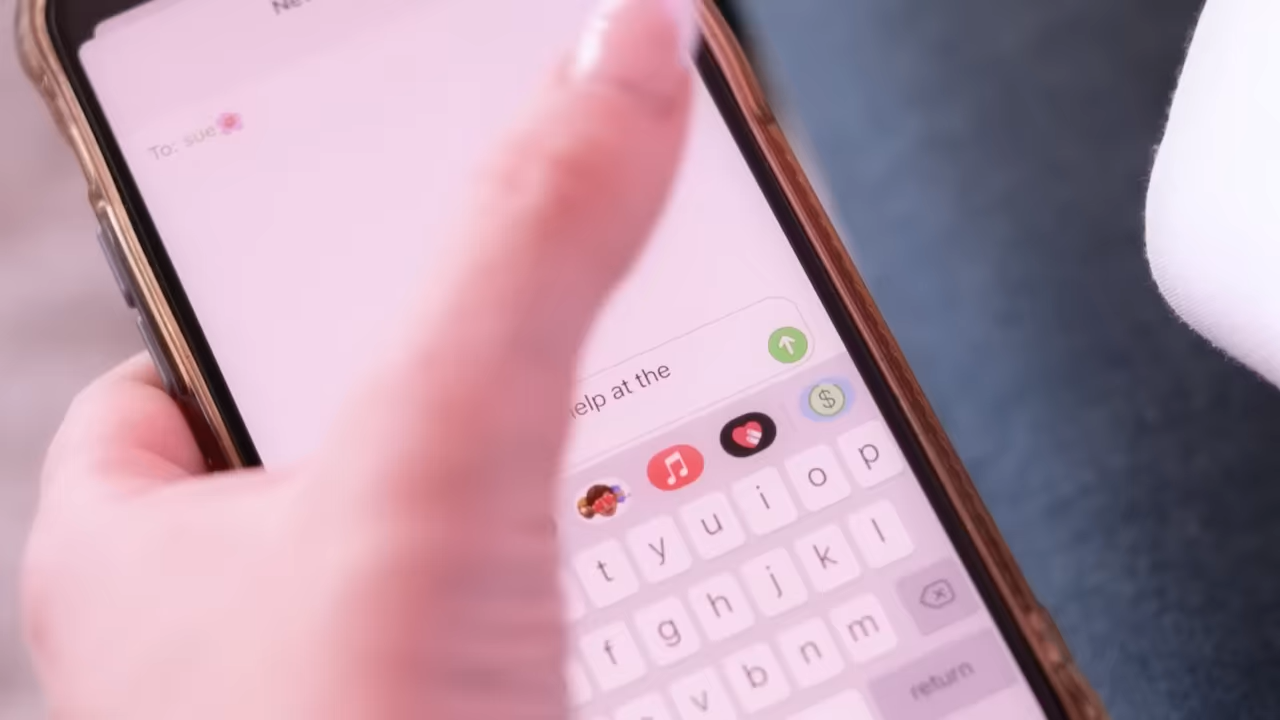 To: sue🌸
help at the
p
i o
t y u
l
j k
f g h
m
b n
v
return